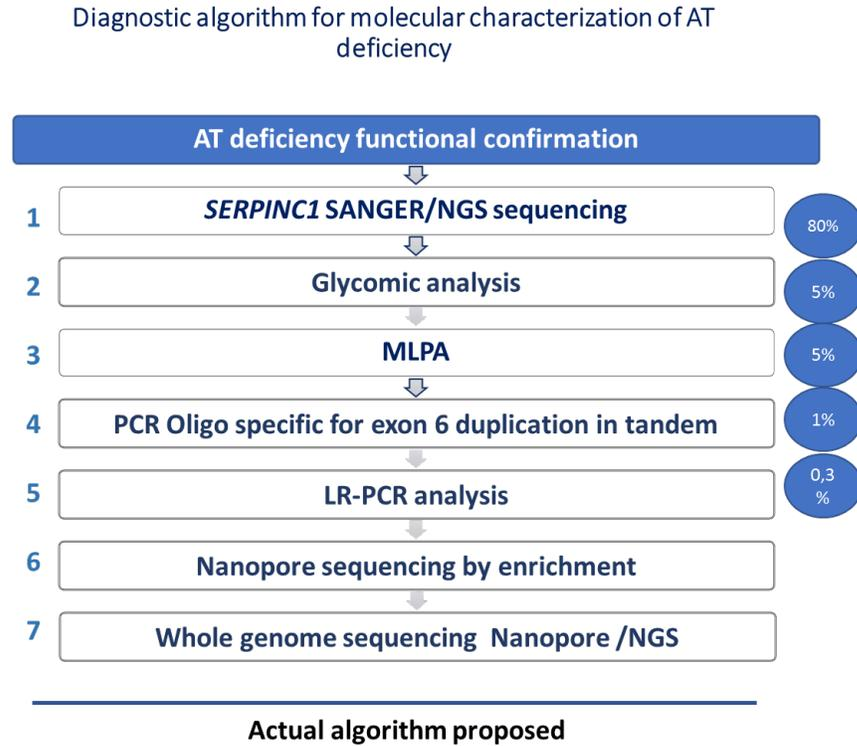 Diagnostic algorithm for molecular characterization of AT
deficiency
AT deficiency functional confirmation
1
SERPINC1 SANGER/NGS sequencing
80%
2
Glycomic analysis
5%
3
MLPA
5%
4
PCR Oligo specific for exon 6 duplication in tandem
1%
5
LR-PCR analysis
0,3
%
6
Nanopore sequencing by enrichment
7
Whole genome sequencing Nanopore /NGS
Actual algorithm proposed